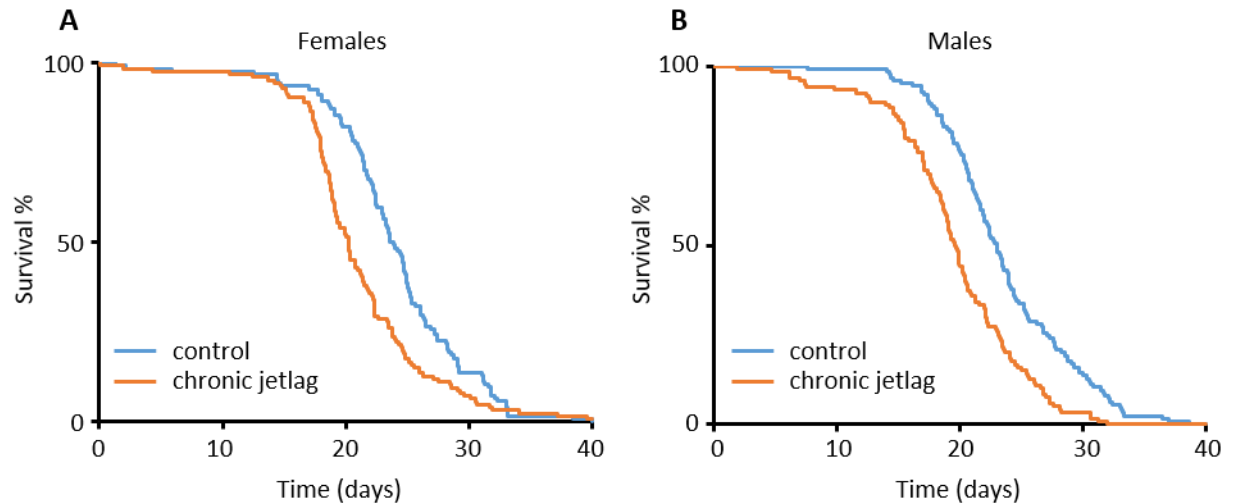 A
Females
100
50
0
Survival %
control
chronic jetlag
0 10 20 30 40
Time (days)
B
Males
100
50
0
Survival %
control
chronic jetlag
0 10 20 30 40
Time (days)